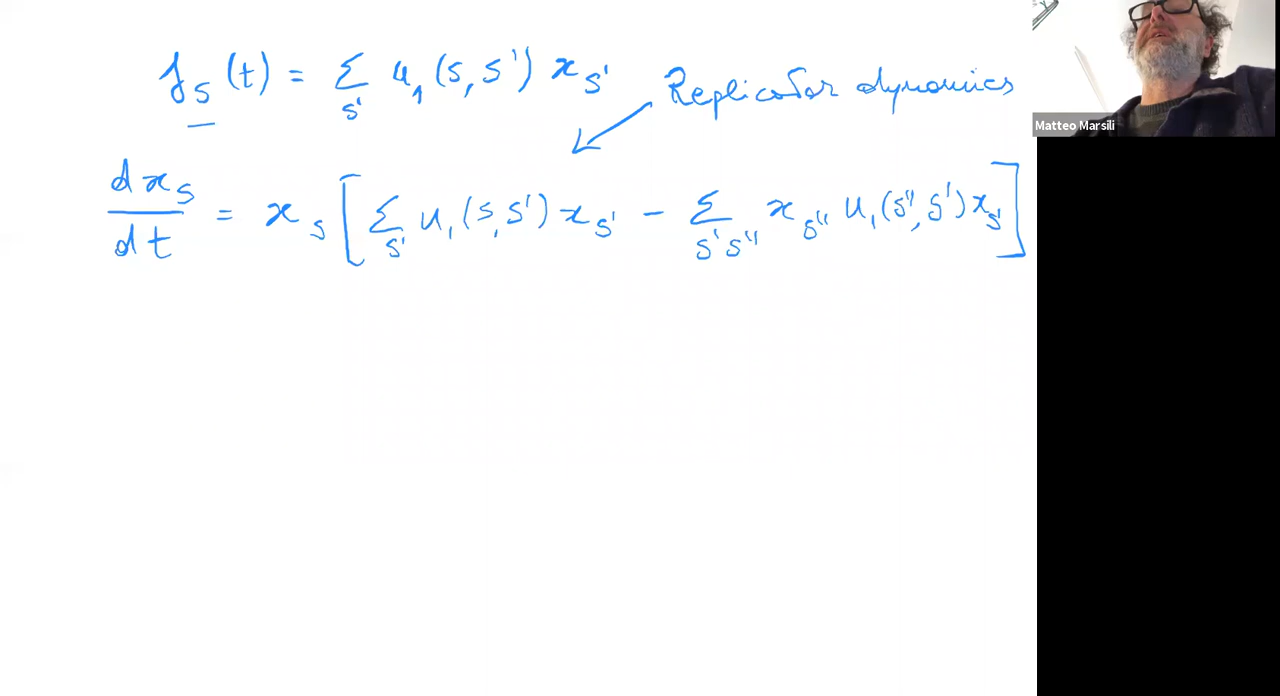 f_s (t) = Σ_{s'} u_1 (s, s') x_{s'}
Replicator dynamics
dx_s/dt = x_s [ Σ_{s'} u_1 (s, s') x_{s'} - Σ_{s' s''} x_{s''} u_1 (s'', s') x_{s'} ]
Matteo Marsili